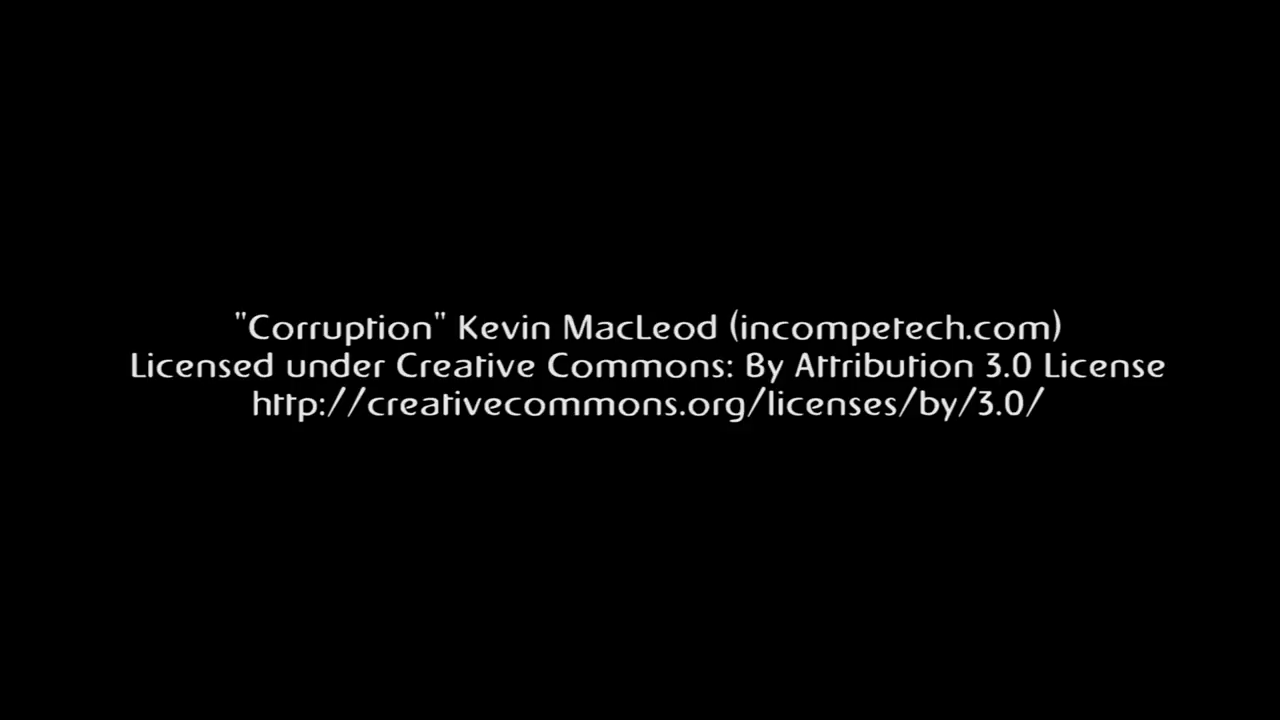 "Corruption" Kevin MacLeod (incompetech.com)
Licensed under Creative Commons: By Attribution 3.0 License
http://creativecommons.org/licenses/by/3.0/